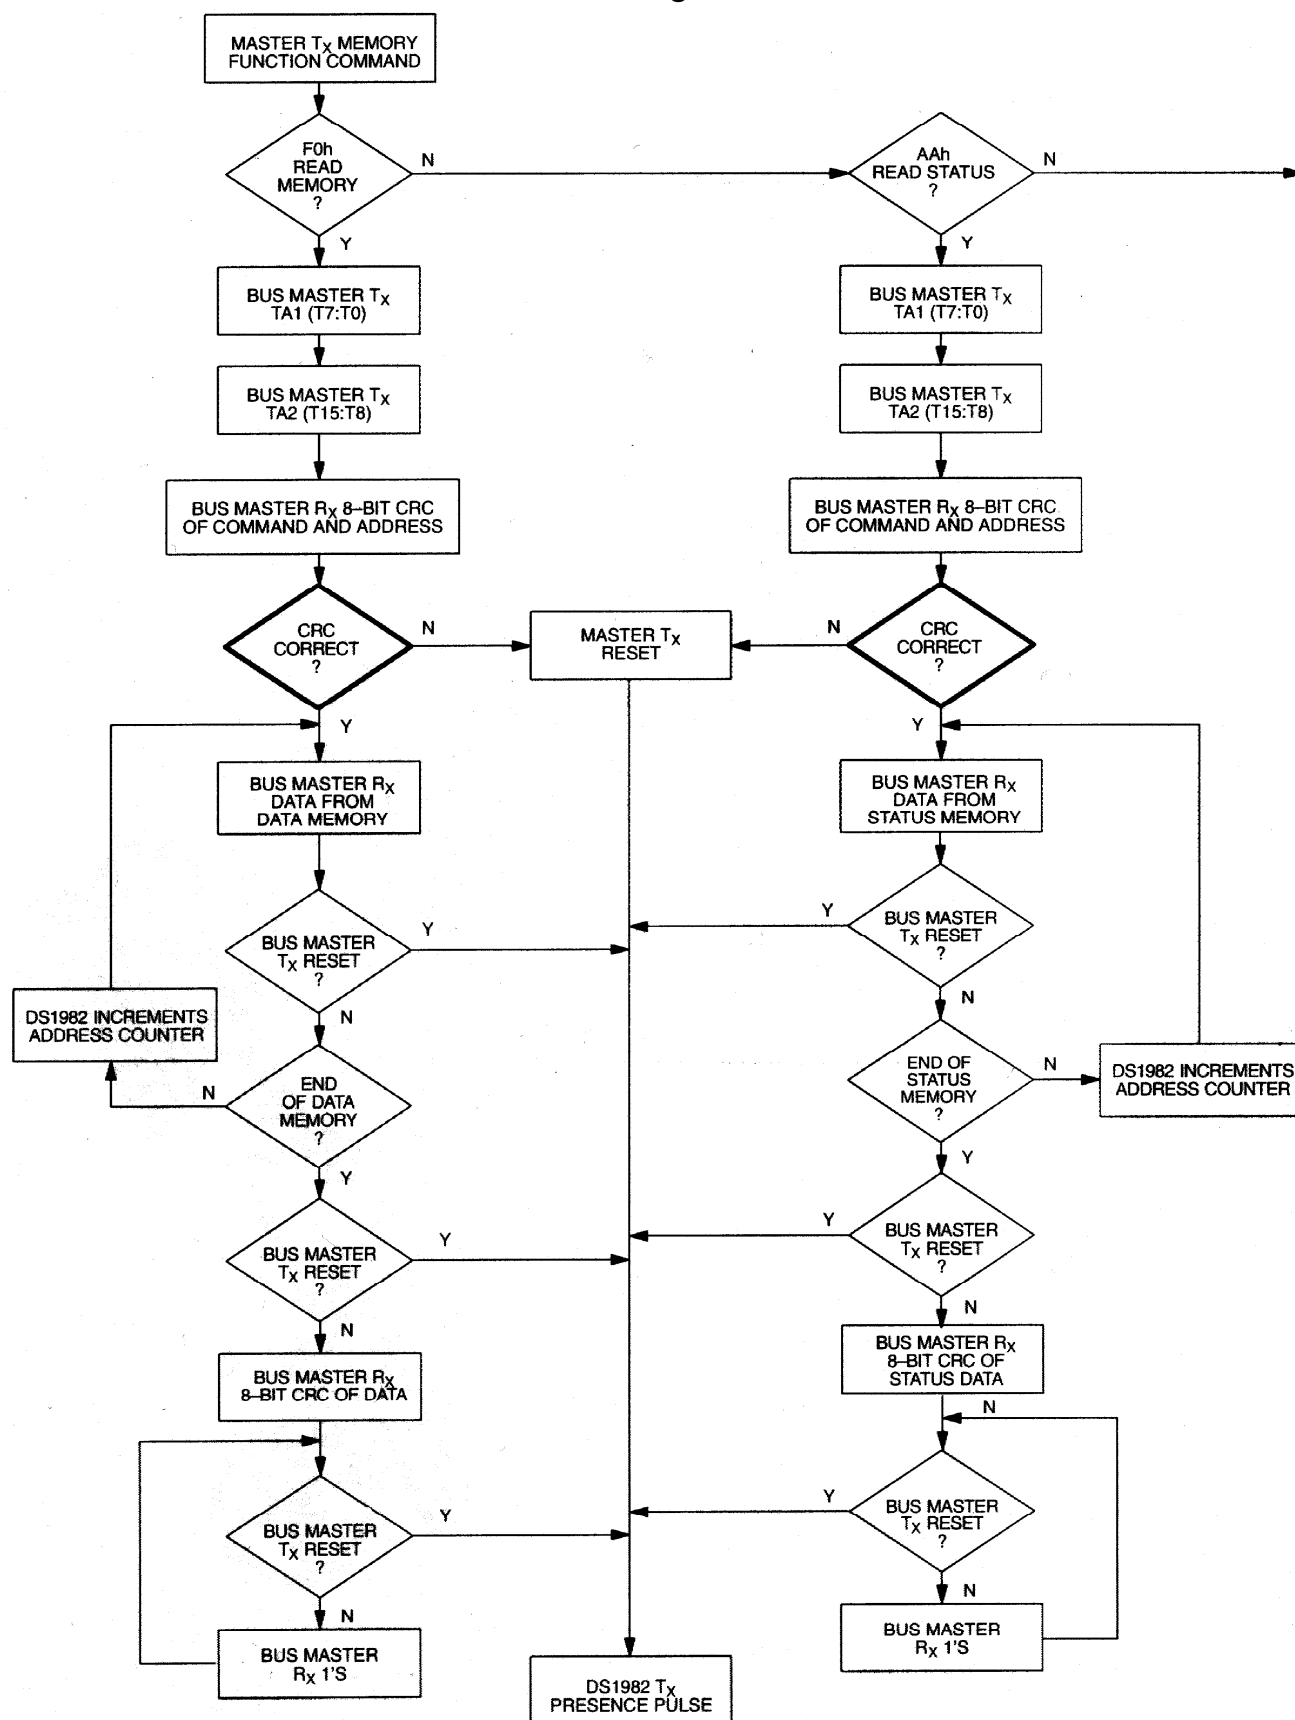 MASTER TX MEMORY
FUNCTION COMMAND
F0h
READ
MEMORY
?
N
Y
AAh
READ STATUS
?
N
Y
BUS MASTER TX
TA1 (T7:T0)
BUS MASTER TX
TA2 (T15:T8)
BUS MASTER RX 8–BIT CRC
OF COMMAND AND ADDRESS
CRC
CORRECT
?
N
Y
MASTER TX
RESET
BUS MASTER TX
TA1 (T7:T0)
BUS MASTER TX
TA2 (T15:T8)
BUS MASTER RX 8–BIT CRC
OF COMMAND AND ADDRESS
CRC
CORRECT
?
N
Y
BUS MASTER RX
DATA FROM
DATA MEMORY
BUS MASTER
TX RESET
?
Y
N
DS1982 INCREMENTS
ADDRESS COUNTER
END
OF DATA
MEMORY
?
N
Y
BUS MASTER
TX RESET
?
Y
N
BUS MASTER RX
8–BIT CRC OF DATA
BUS MASTER
TX RESET
?
Y
N
BUS MASTER
RX 1'S
BUS MASTER RX
DATA FROM
STATUS MEMORY
BUS MASTER
TX RESET
?
Y
N
END OF
STATUS
MEMORY
?
N
Y
DS1982 INCREMENTS
ADDRESS COUNTER
BUS MASTER
TX RESET
?
Y
N
BUS MASTER RX
8–BIT CRC OF
STATUS DATA
N
BUS MASTER
TX RESET
?
Y
N
BUS MASTER
RX 1'S
DS1982 TX
PRESENCE PULSE